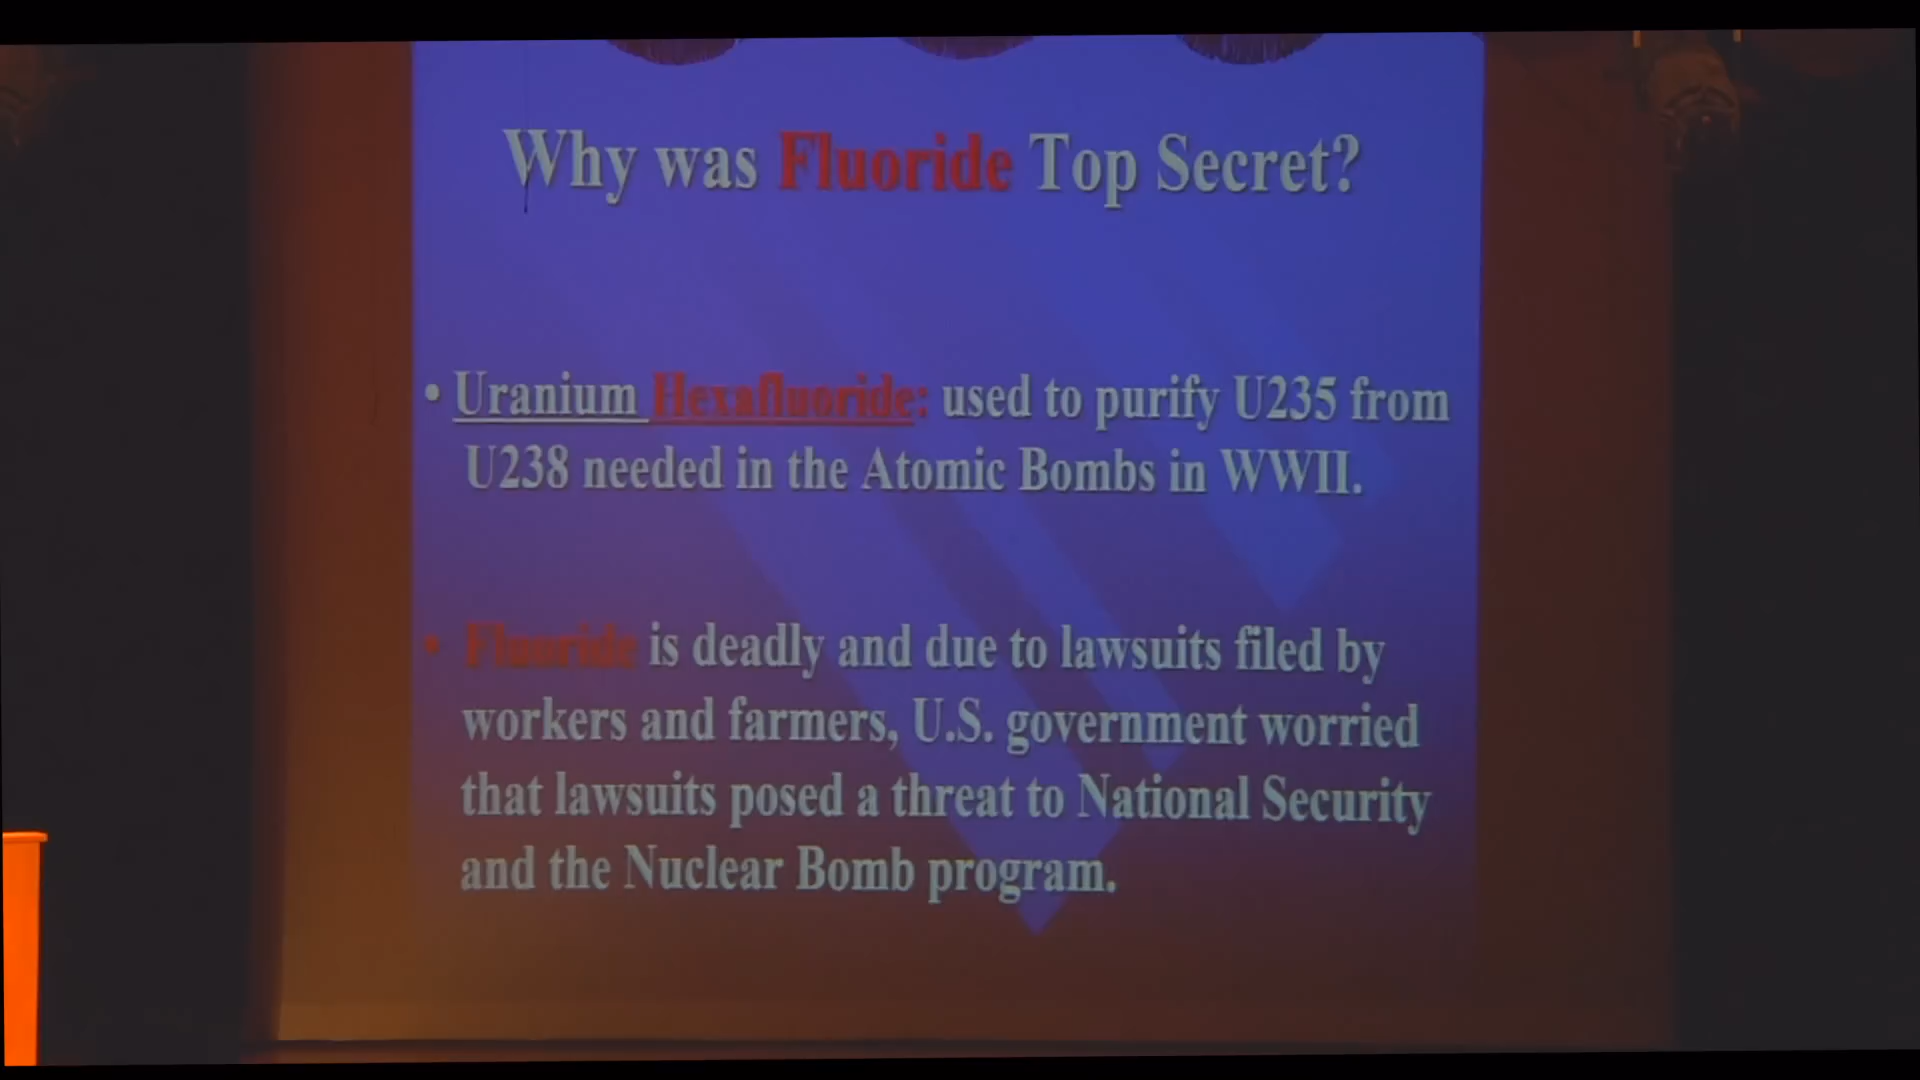 Why was Fluoride Top Secret?
• Uranium Hexafluoride: used to purify U235 from
U238 needed in the Atomic Bombs in WWII.
• Fluoride is deadly and due to lawsuits filed by
workers and farmers, U.S. government worried
that lawsuits posed a threat to National Security
and the Nuclear Bomb program.